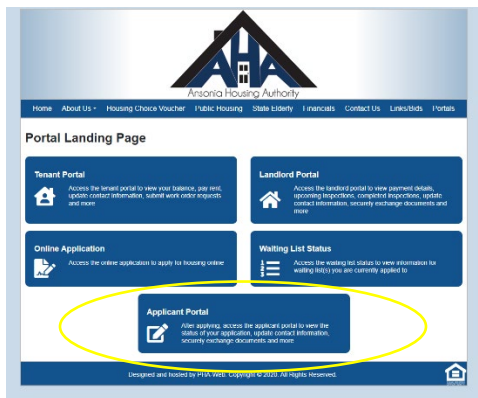 AHA
Ansonia Housing Authority
Home About Us Housing Choice Voucher Public Housing State Elderly Financials Contact Us Links/Bids Portals
Portal Landing Page
Tenant Portal
Access the tenant portal to view your balance, pay rent,
update contact information, submit work order requests
and more
Landlord Portal
Access the landlord portal to view payment details,
upcoming inspections, completed inspections, update
contact information, securely exchange documents and
more
Online Application
Access the online application to apply for housing online
Waiting List Status
1
2
3
Access the waiting list status to view information for
waiting list(s) you are currently applied to
Applicant
Portal
After applying, access the applicant portal to view the
status of your application, update contact information,
securely exchange documents and more
Designed and hosted by PHA-Web. Copyright © 2020. All Rights Reserved.